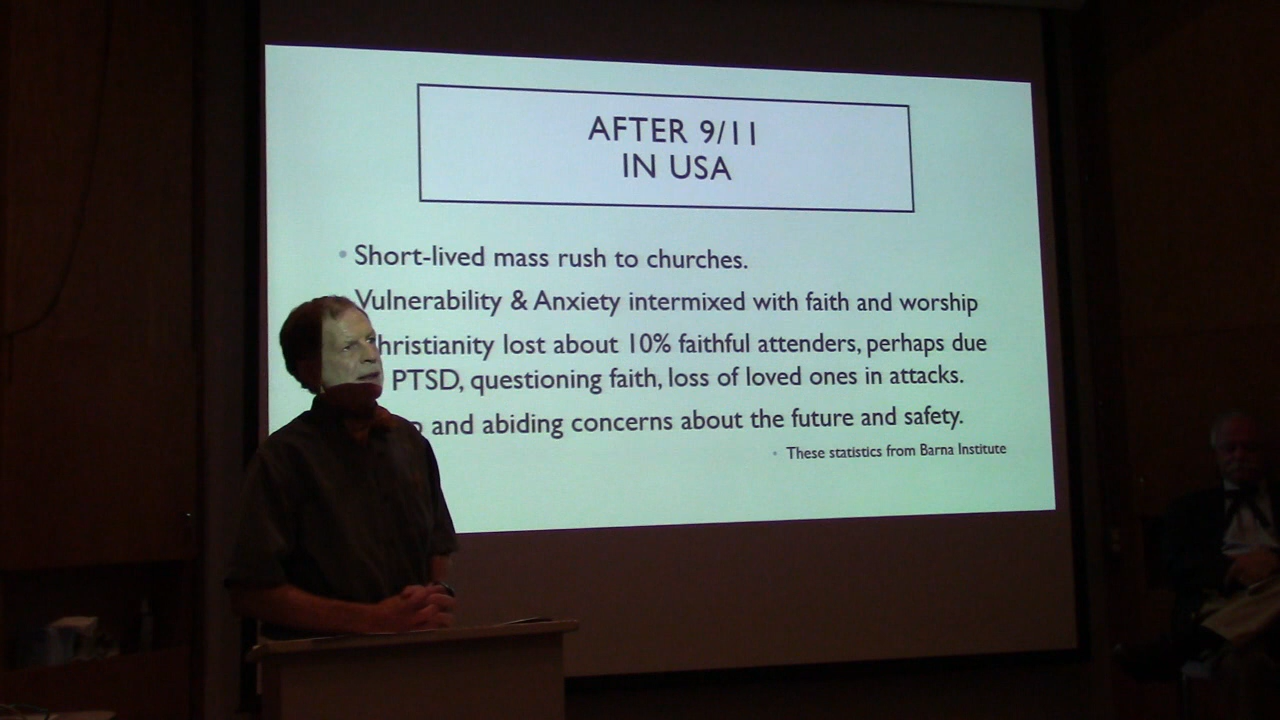 AFTER 9/11
IN USA
• Short-lived mass rush to churches.
Vulnerability & Anxiety intermixed with faith and worship
hristianity lost about 10% faithful attenders, perhaps due
PTSD, questioning faith, loss of loved ones in attacks.
and abiding concerns about the future and safety.
• These statistics from Barna Institute